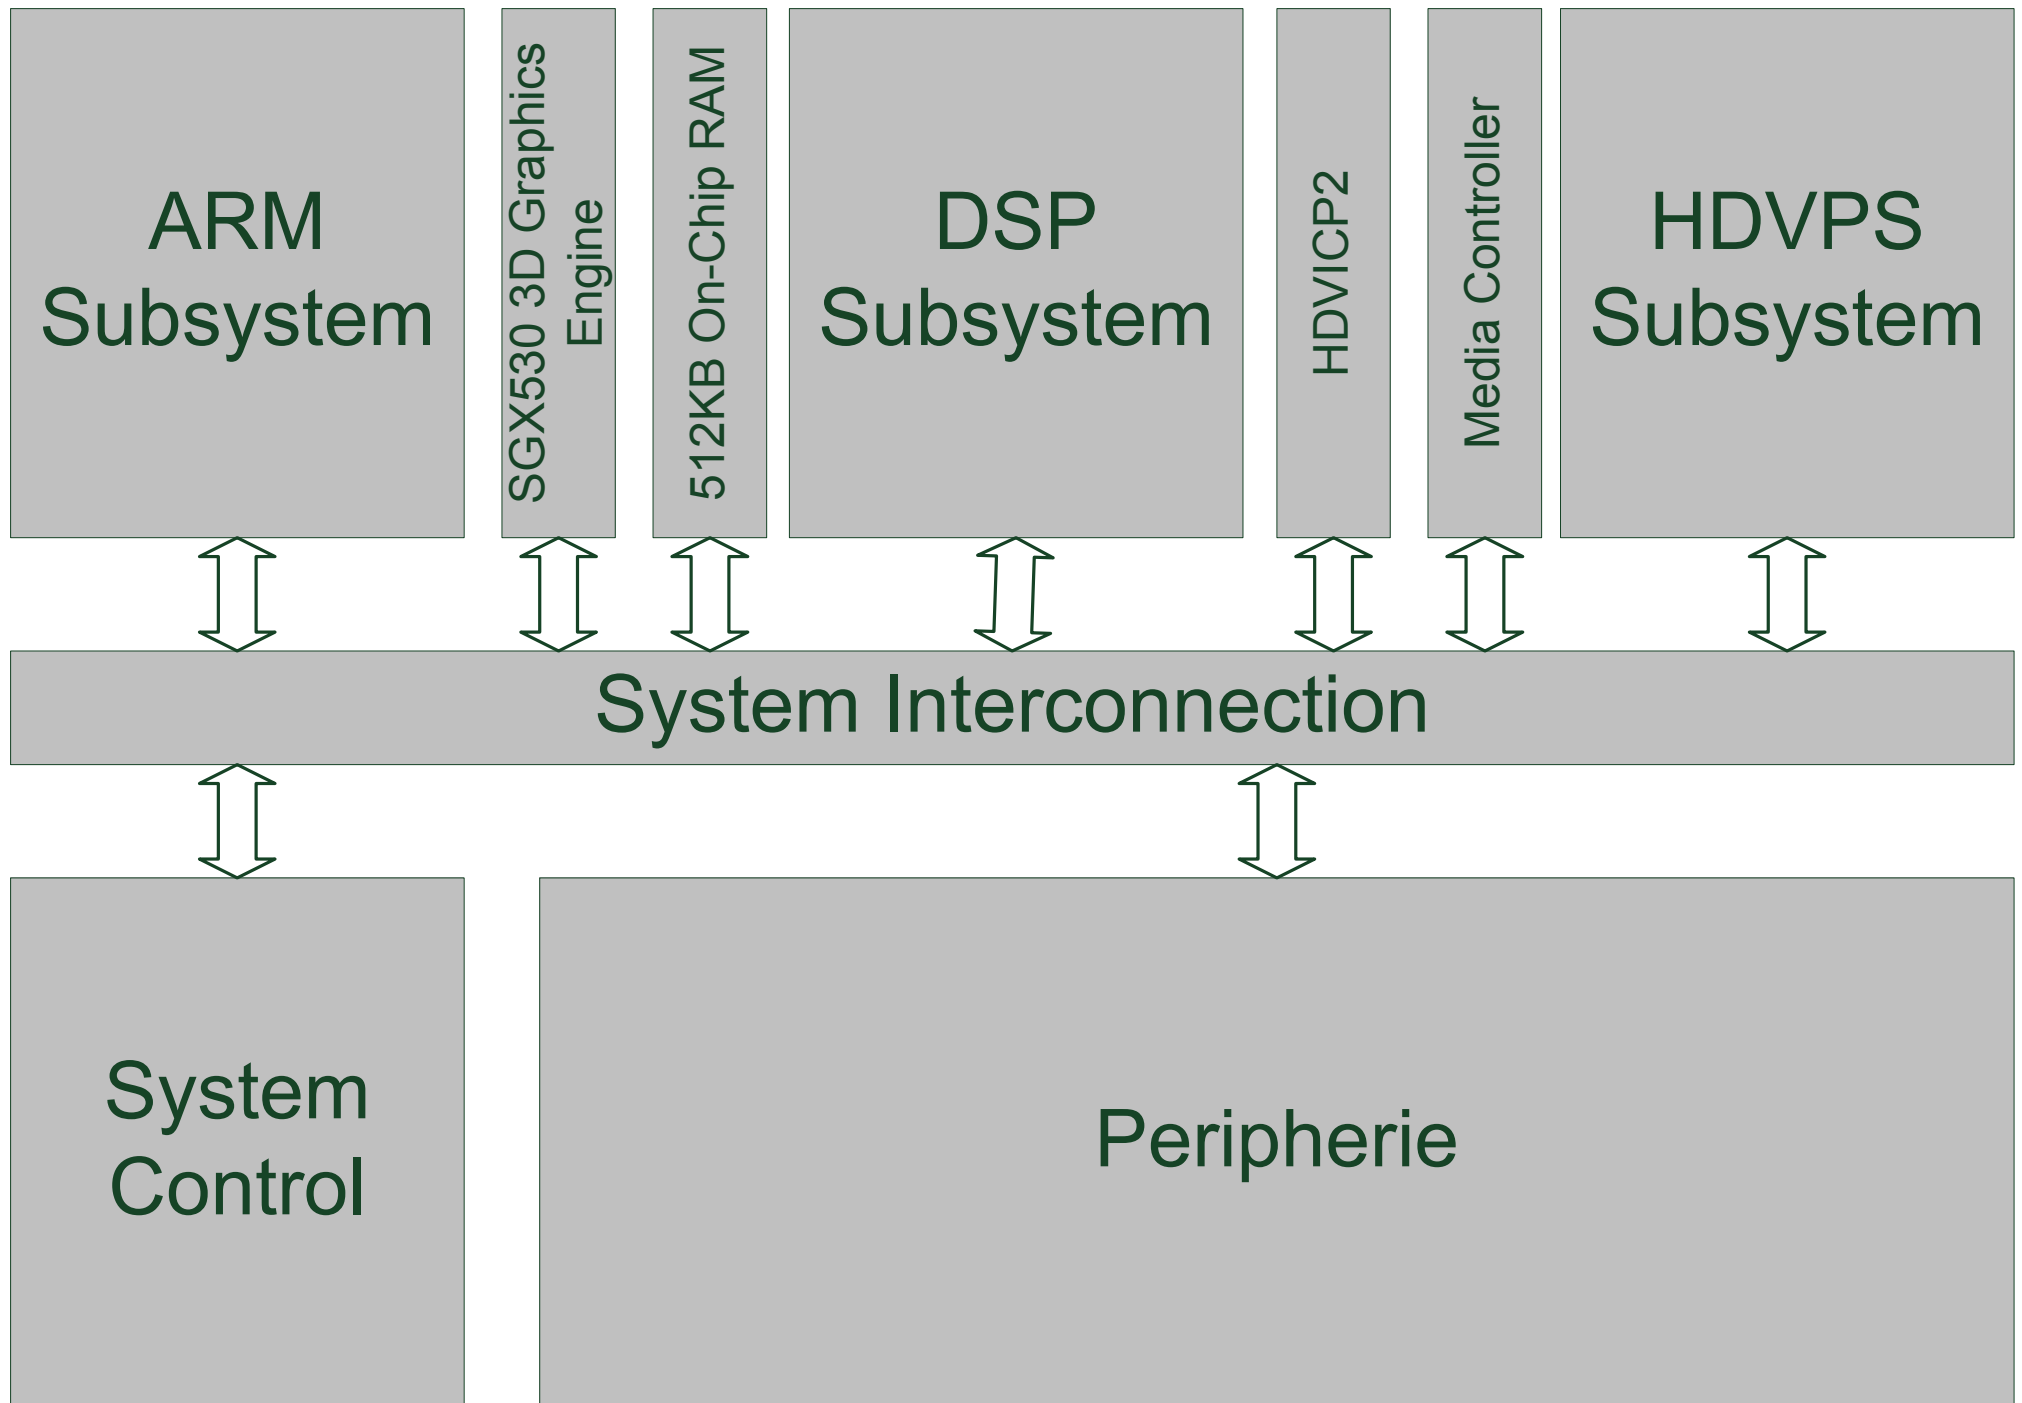 ARM
Subsystem
SGX530 3D Graphics
Engine
512KB On-Chip RAM
DSP
Subsystem
HDVICP2
Media Controller
HDVPS
Subsystem
System Interconnection
System
Control
Peripherie